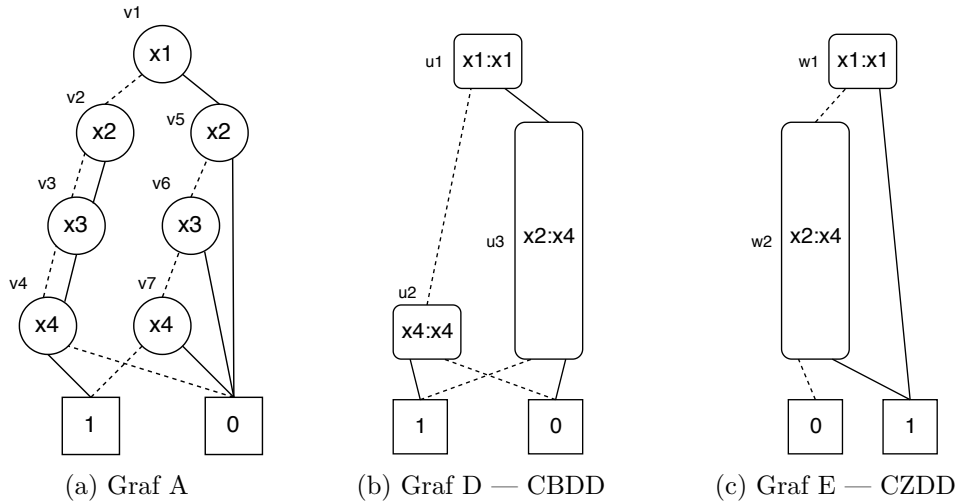 v1
x1
v2
x2
v5
x2
v3
x3
v6
x3
v4
x4
v7
x4
1
0
(a) Graf A
u1
x1:x1
u3
x2:x4
u2
x4:x4
1
0
(b) Graf D — CBDD
w1
x1:x1
w2
x2:x4
0
1
(c) Graf E — CZDD